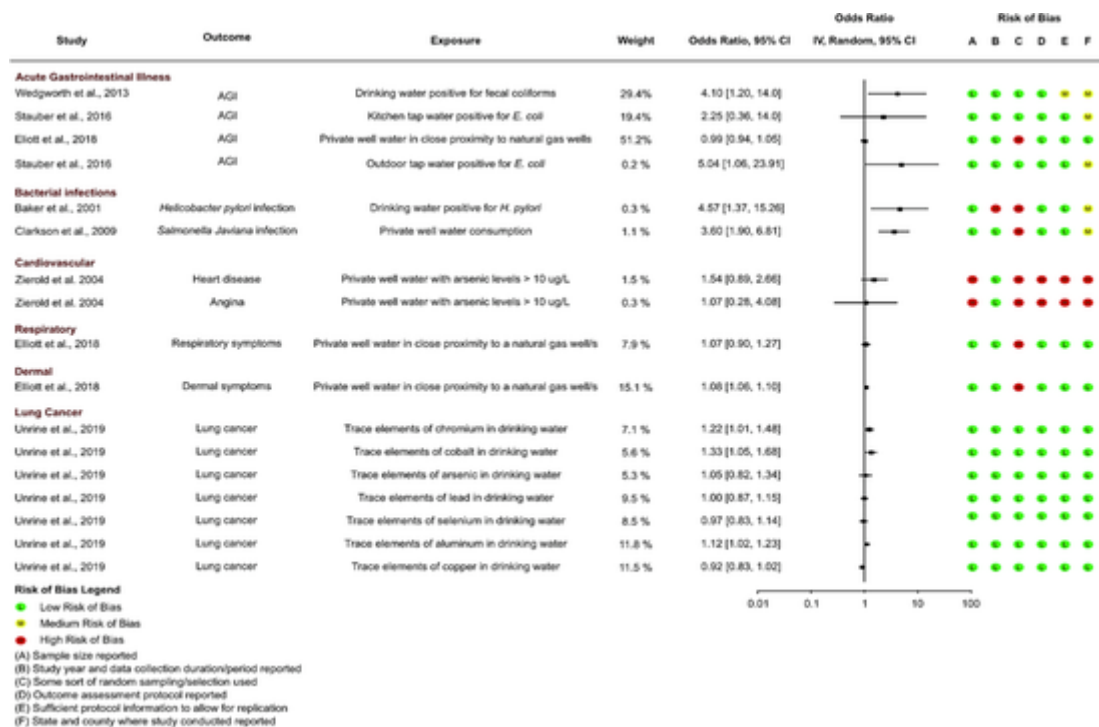 Odds Ratio Risk of Bias
Study Outcome Exposure Weight Odds Ratio, 95% CI IV, Random, 95% CI A B C D E F
Acute Gastrointestinal Illness
Wedgworth et al., 2013 AGI Drinking water positive for fecal coliforms 29.4% 4.10 [1.20, 14.0] L L L L M M
Stauber et al., 2016 AGI Kitchen tap water positive for E. coli 19.4% 2.25 [0.36, 14.0] L L L L L M
Eliott et al., 2018 AGI Private well water in close proximity to natural gas wells 51.2% 0.99 [0.94, 1.05] L L H L L L
Stauber et al., 2016 AGI Outdoor tap water positive for E. coli 0.2 % 5.04 [1.06, 23.91] L L L L L M
Bacterial infections
Baker et al., 2001 Helicobacter pylori infection Drinking water positive for H. pylori 0.3 % 4.57 [1.37, 15.26] L H H L L M
Clarkson et al., 2009 Salmonella Javiana infection Private well water consumption 1.1 % 3.60 [1.90, 6.81] L L H L L M
Cardiovascular
Zierold et al. 2004 Heart disease Private well water with arsenic levels > 10 ug/L 1.5 % 1.54 [0.89, 2.66] H L H H H H
Zierold et al. 2004 Angina Private well water with arsenic levels > 10 ug/L 0.3 % 1.07 [0.28, 4.08] H L H H H H
Respiratory
Elliott et al., 2018 Respiratory symptoms Private well water in close proximity to a natural gas well/s 7.9 % 1.07 [0.90, 1.27] L L H L L L
Dermal
Elliott et al., 2018 Dermal symptoms Private well water in close proximity to a natural gas well/s 15.1 % 1.08 [1.06, 1.10] L L H L L L
Lung Cancer
Unrine et al., 2019 Lung cancer Trace elements of chromium in drinking water 7.1 % 1.22 [1.01, 1.48] L L L L L L
Unrine et al., 2019 Lung cancer Trace elements of cobalt in drinking water 5.6 % 1.33 [1.05, 1.68] L L L L L L
Unrine et al., 2019 Lung cancer Trace elements of arsenic in drinking water 5.3 % 1.05 [0.82, 1.34] L L L L L L
Unrine et al., 2019 Lung cancer Trace elements of lead in drinking water 9.5 % 1.00 [0.87, 1.15] L L L L L L
Unrine et al., 2019 Lung cancer Trace elements of selenium in drinking water 8.5 % 0.97 [0.83, 1.14] L L L L L L
Unrine et al., 2019 Lung cancer Trace elements of aluminum in drinking water 11.8 % 1.12 [1.02, 1.23] L L L L L L
Unrine et al., 2019 Lung cancer Trace elements of copper in drinking water 11.5 % 0.92 [0.83, 1.02] L L L L L L
0.01 0.1 1 10 100
Risk of Bias Legend
L Low Risk of Bias
M Medium Risk of Bias
H High Risk of Bias
(A) Sample size reported
(B) Study year and data collection duration/period reported
(C) Some sort of random sampling/selection used
(D) Outcome assessment protocol reported
(E) Sufficient protocol information to allow for replication
(F) State and county where study conducted reported